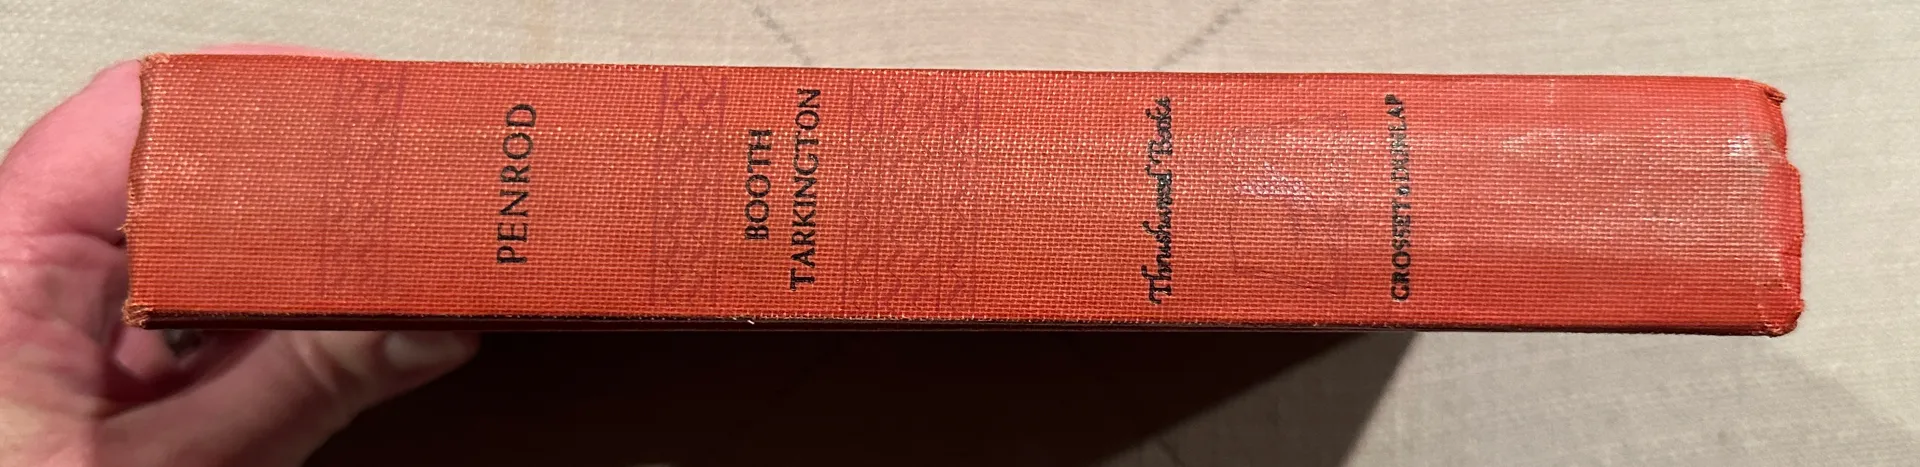 PENROD
BOOTH
TARKINGTON
Thrushwood Books
GROSSET & DUNLAP